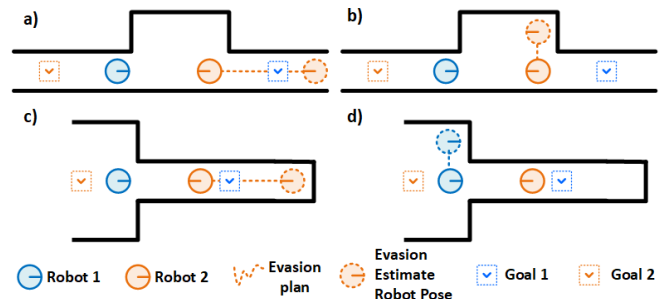 a)
b)
c)
d)
Robot 1
Robot 2
Evasion
plan
Evasion
Estimate
Robot Pose
Goal 1
Goal 2